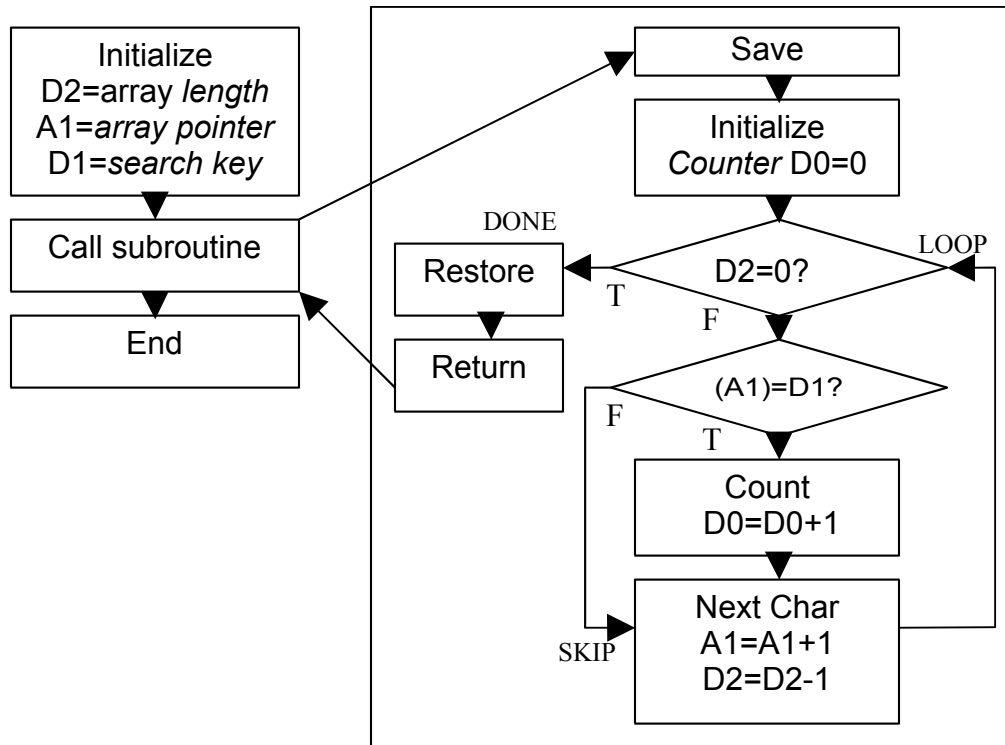 Initialize
D2=array length
A1=array pointer
D1=search key
Call subroutine
End
Save
Initialize
Counter D0=0
DONE
LOOP
D2=0?
Restore
T
F
Return
(A1)=D1?
F
T
Count
D0=D0+1
Next Char
A1=A1+1
D2=D2-1
SKIP